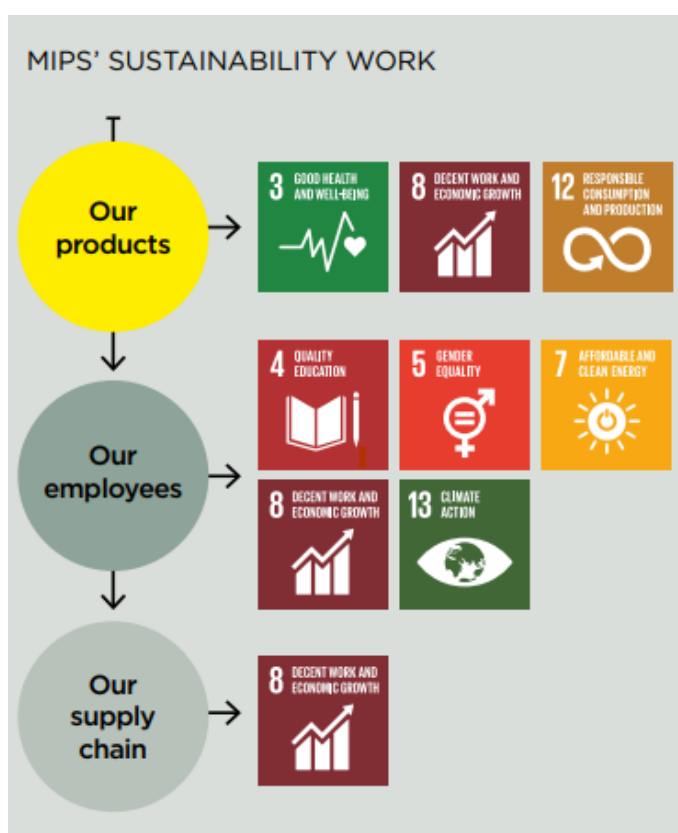 MIPS' SUSTAINABILITY WORK
Our
products
3 GOOD HEALTH
AND WELL-BEING
8 DECENT WORK AND
ECONOMIC GROWTH
12 RESPONSIBLE
CONSUMPTION
AND PRODUCTION
Our
employees
4 QUALITY
EDUCATION
5 GENDER
EQUALITY
7 AFFORDABLE AND
CLEAN ENERGY
8 DECENT WORK AND
ECONOMIC GROWTH
13 CLIMATE
ACTION
Our
supply
chain
8 DECENT WORK AND
ECONOMIC GROWTH